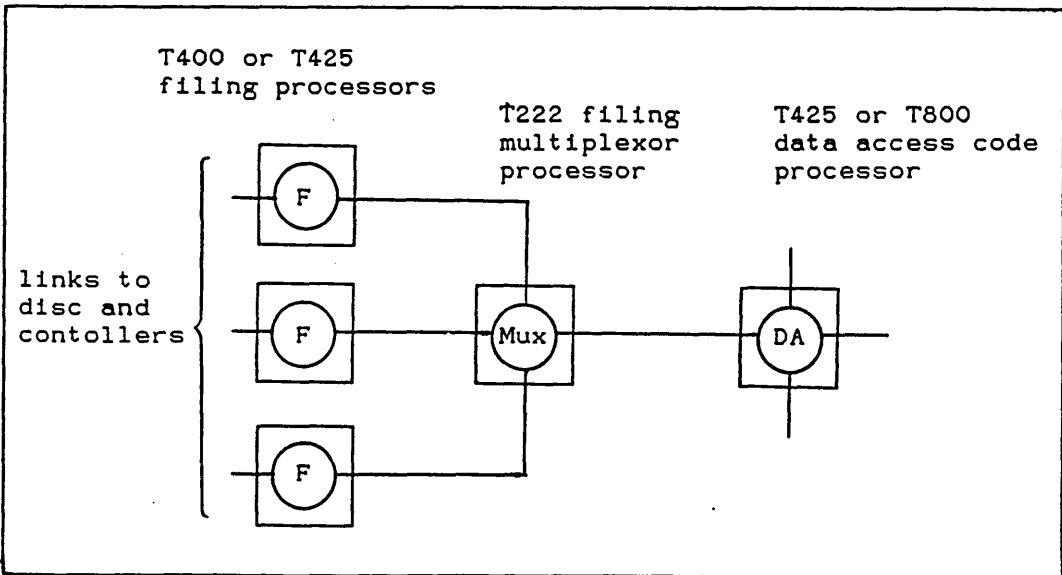 T400 or T425
filing processors
T222 filing
multiplexor
processor
T425 or T800
data access code
processor
links to
disc and
contollers
F
F
F
Mux
DA